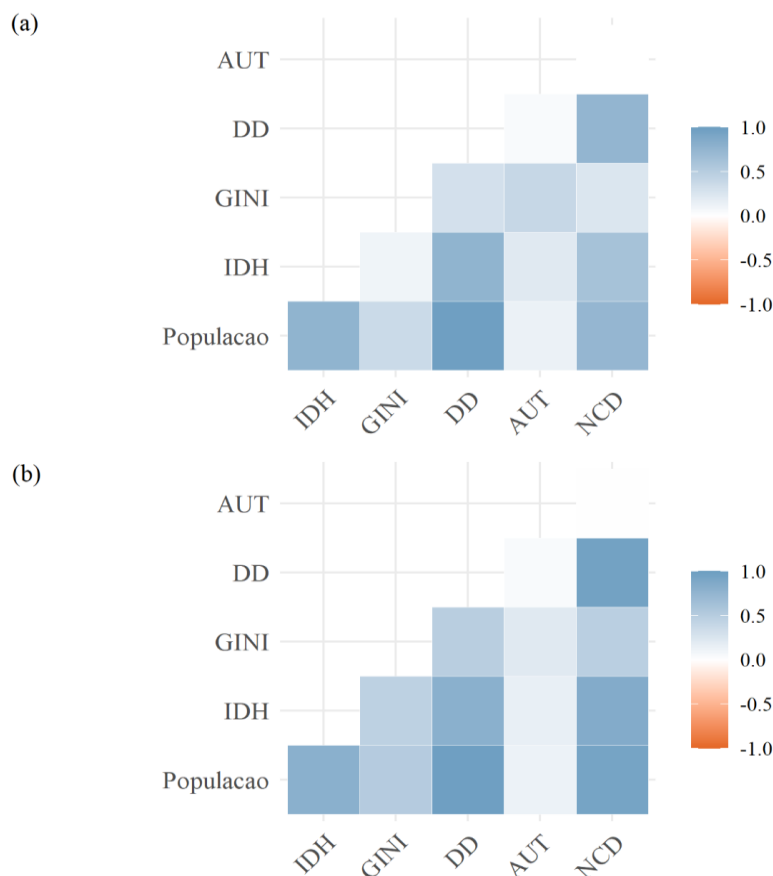 (a)
AUT
DD
GINI
IDH
Populacao
IDH GINI DD AUT NCD
1.0
0.5
0.0
-0.5
-1.0
(b)
AUT
DD
GINI
IDH
Populacao
IDH GINI DD AUT NCD
1.0
0.5
0.0
-0.5
-1.0